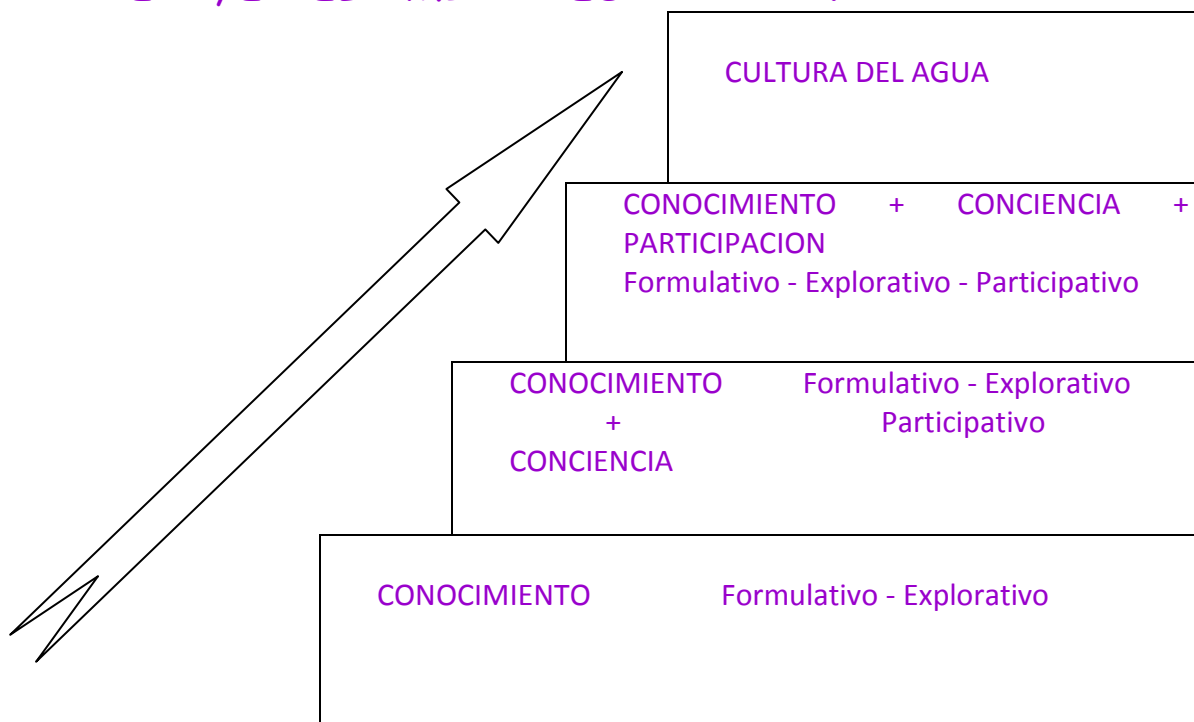 CULTURA DEL AGUA
CONOCIMIENTO + CONCIENCIA +
PARTICIPACION
Formulativo - Explorativo - Participativo
CONOCIMIENTO Formulativo - Explorativo
+ Participativo
CONCIENCIA
CONOCIMIENTO Formulativo - Explorativo